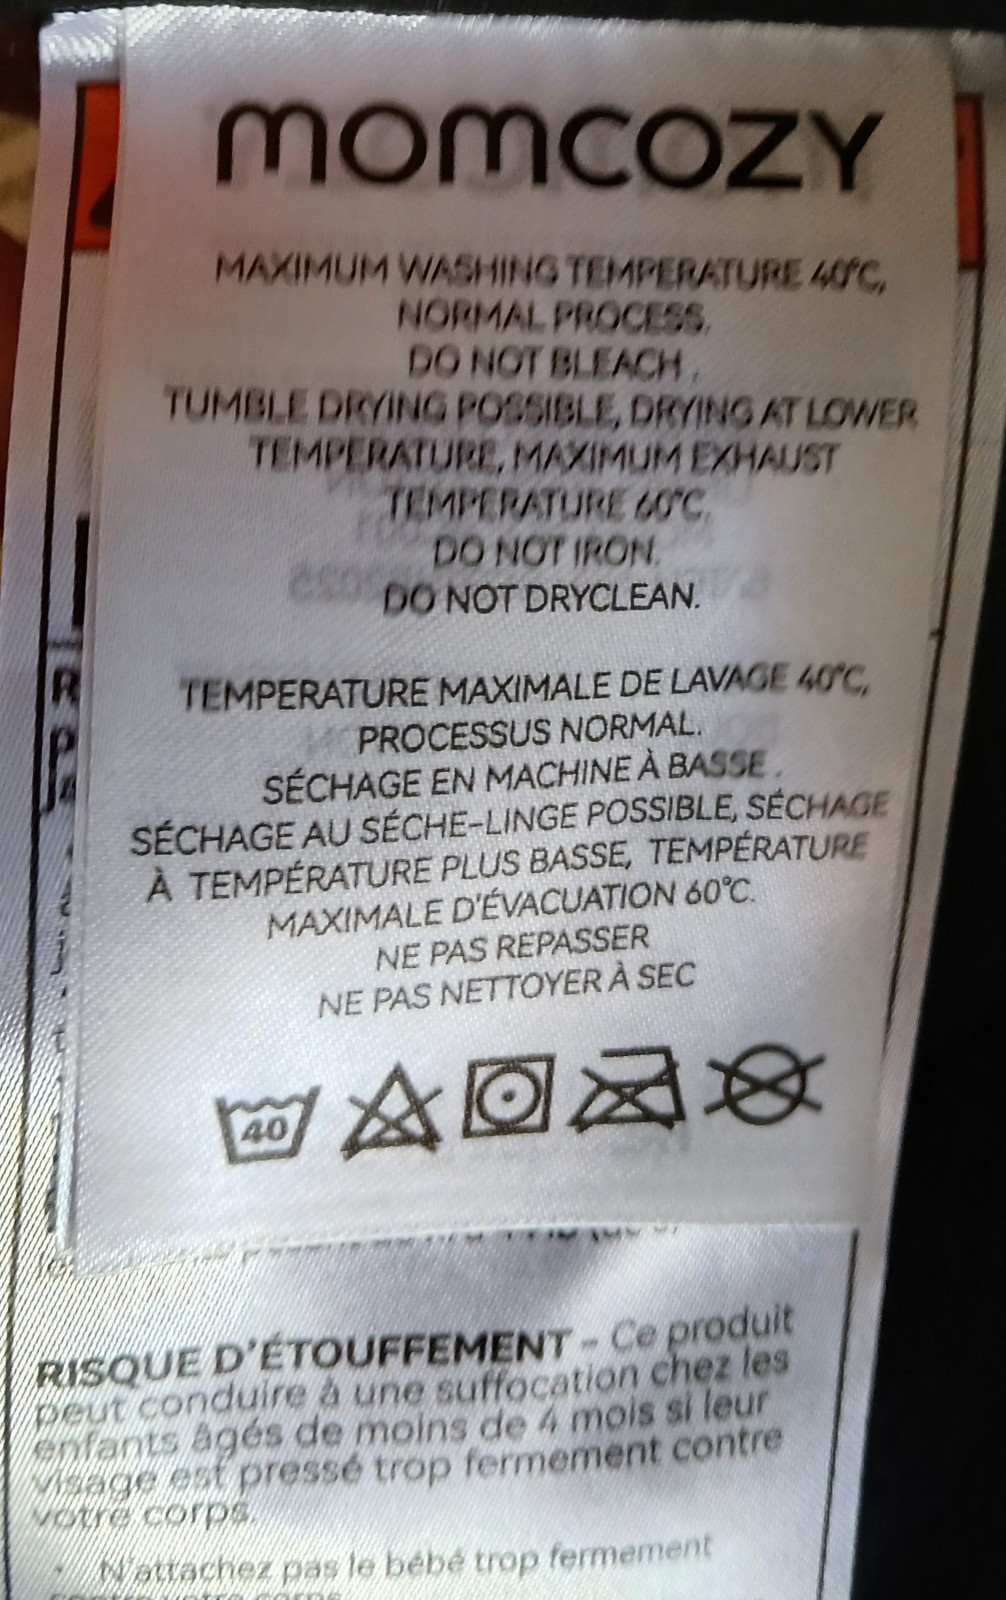 momcozy
MAXIMUM WASHING TEMPERATURE 40°C,
NORMAL PROCESS.
DO NOT BLEACH .
TUMBLE DRYING POSSIBLE, DRYING AT LOWER
TEMPERATURE, MAXIMUM EXHAUST
TEMPERATURE 60°C.
DO NOT IRON.
DO NOT DRYCLEAN.
TEMPERATURE MAXIMALE DE LAVAGE 40°C,
PROCESSUS NORMAL.
SÉCHAGE EN MACHINE À BASSE .
SÉCHAGE AU SÉCHE-LINGE POSSIBLE, SÉCHAGE
À TEMPÉRATURE PLUS BASSE, TEMPÉRATURE
MAXIMALE D'ÉVACUATION 60°C.
NE PAS REPASSER
NE PAS NETTOYER À SEC
40
RISQUE D'ÉTOUFFEMENT - Ce produit
peut conduire à une suffocation chez les
enfants âgés de moins de 4 mois si leur
visage est pressé trop fermement contre
votre corps.
· N'attachez pas le bébé trop fermement
contre votre corps